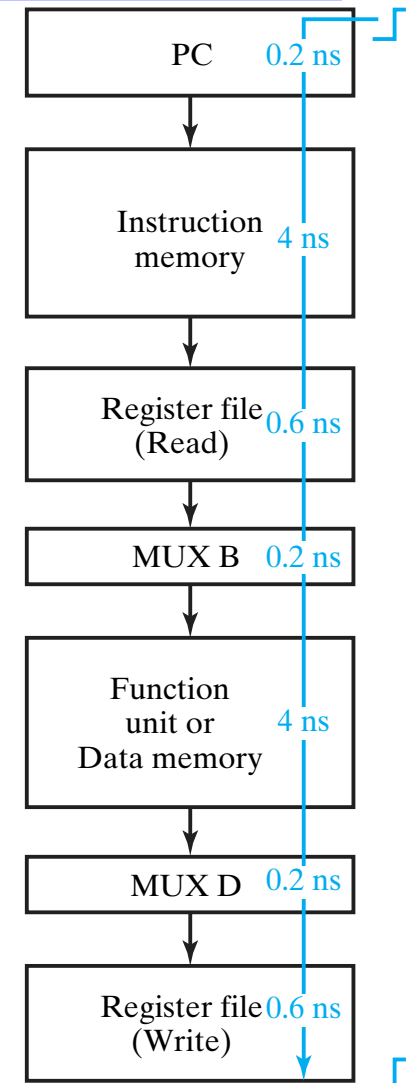 PC 0.2 ns
Instruction
memory
4 ns
Register file
(Read)
0.6 ns
MUX B 0.2 ns
Function
unit or
Data memory
4 ns
MUX D 0.2 ns
Register file
(Write)
0.6 ns